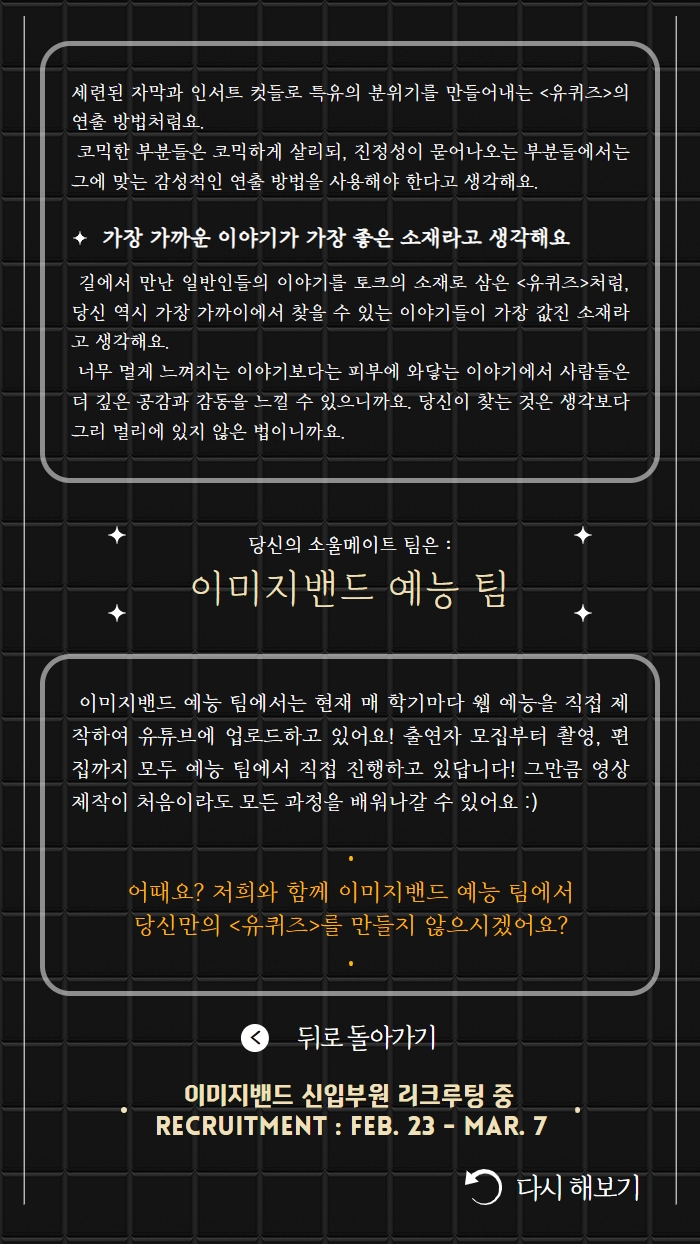 세련된 자막과 인서트 컷들로 특유의 분위기를 만들어내는 <유퀴즈>의
연출 방법처럼요.
코믹한 부분들은 코믹하게 살리되, 진정성이 묻어나오는 부분들에서는
그에 맞는 감성적인 연출 방법을 사용해야 한다고 생각해요.
가장 가까운 이야기가 가장 좋은 소재라고 생각해요
길에서 만난 일반인들의 이야기를 토크의 소재로 삼은 <유퀴즈>처럼,
당신 역시 가장 가까이에서 찾을 수 있는 이야기들이 가장 값진 소재라
고 생각해요.
너무 멀게 느껴지는 이야기보다는 피부에 와닿는 이야기에서 사람들은
더 깊은 공감과 감동을 느낄 수 있으니까요. 당신이 찾는 것은 생각보다
그리 멀리에 있지 않은 법이니까요.
당신의 소울메이트 팀은 :
이미지밴드 예능 팀
이미지밴드 예능 팀에서는 현재 매 학기마다 웹 예능을 직접 제
작하여 유튜브에 업로드하고 있어요! 출연자 모집부터 촬영, 편
집까지 모두 예능 팀에서 직접 진행하고 있답니다! 그만큼 영상
제작이 처음이라도 모든 과정을 배워나갈 수 있어요 :)
어때요? 저희와 함께 이미지밴드 예능 팀에서
당신만의 <유퀴즈>를 만들지 않으시겠어요?
뒤로 돌아가기
이미지밴드 신입부원 리크루팅 중
RECRUITMENT : FEB. 23 - MAR. 7
다시 해보기